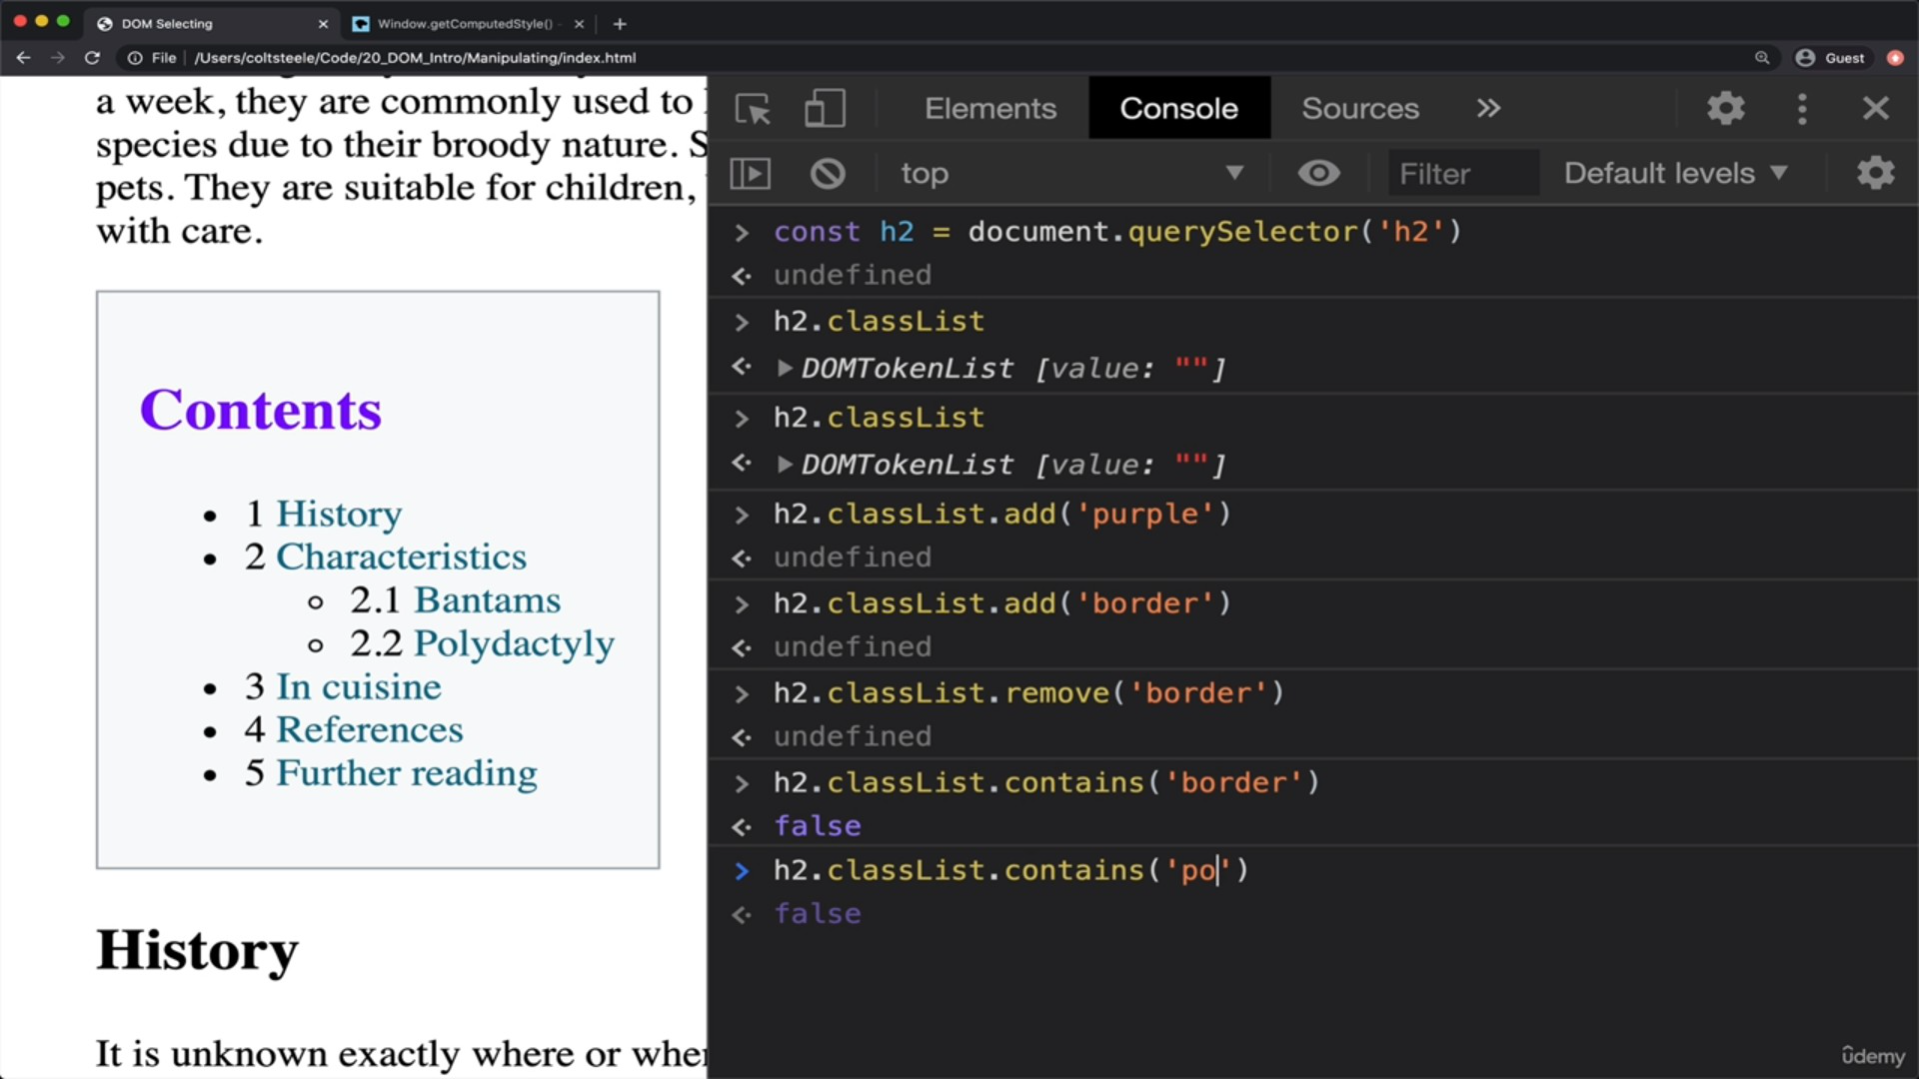 DOM Selecting
Window.getComputedStyle() -
File /Users/coltsteele/Code/20_DOM_Intro/Manipulating/index.html
Guest
a week, they are commonly used to
species due to their broody nature. S
pets. They are suitable for children,
with care.
Contents
• 1 History
• 2 Characteristics
◦ 2.1 Bantams
◦ 2.2 Polydactyly
• 3 In cuisine
• 4 References
• 5 Further reading
History
It is unknown exactly where or when
Elements Console Sources
top Filter Default levels
> const h2 = document.querySelector('h2')
undefined
> h2.classList
DOMTokenList [value: ""]
> h2.classList
DOMTokenList [value: ""]
> h2.classList.add('purple')
undefined
> h2.classList.add('border')
undefined
> h2.classList.remove('border')
undefined
> h2.classList.contains('border')
false
> h2.classList.contains('po')
false
ûdemy